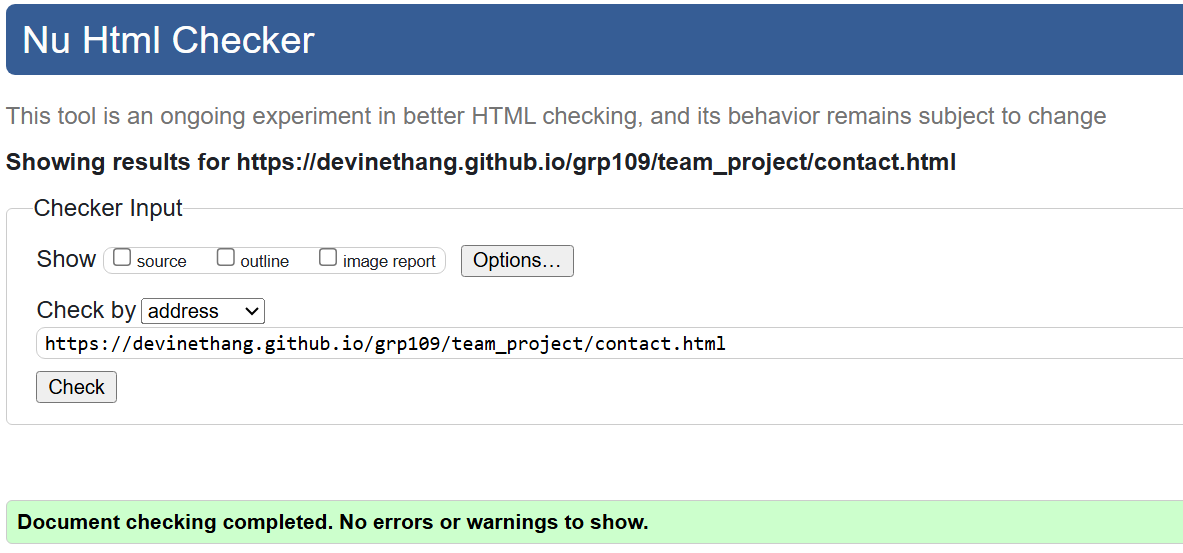 Nu Html Checker
This tool is an ongoing experiment in better HTML checking, and its behavior remains subject to change
Showing results for https://devinethang.github.io/grp109/team_project/contact.html
Checker Input
Show source outline image report Options...
Check by address
https://devinethang.github.io/grp109/team_project/contact.html
Check
Document checking completed. No errors or warnings to show.